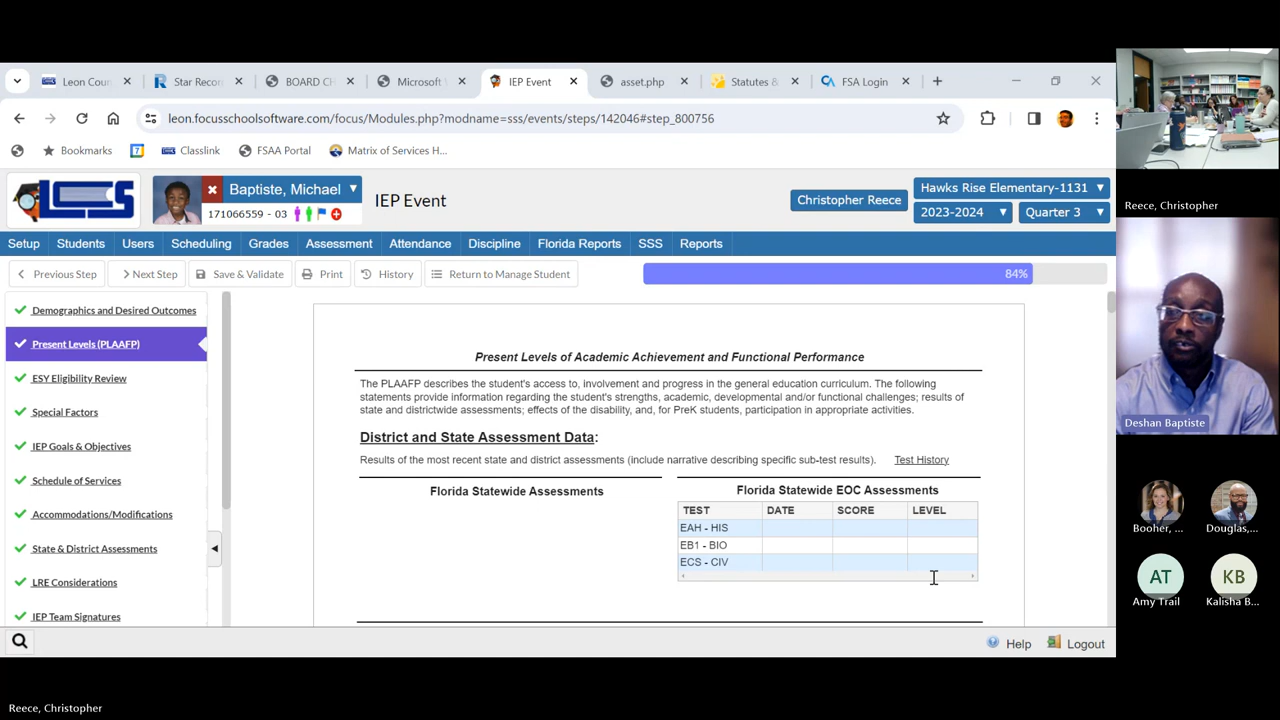 Leon Coun
Star Recor
BOARD CH
Microsoft
IEP Event
asset.php
Statutes &
FSA Login
leon.focusschoolsoftware.com/focus/Modules.php?modname=sss/events/steps/142046#step_800756
Bookmarks
7
Classlink
FSAA Portal
Matrix of Services H...
LCS
Baptiste, Michael
171066559 - 03
IEP Event
Christopher Reece
Hawks Rise Elementary-1131
2023-2024
Quarter 3
Setup Students Users Scheduling Grades Assessment Attendance Discipline Florida Reports SSS Reports
Previous Step
Next Step
Save & Validate
Print
History
Return to Manage Student
84%
Demographics and Desired Outcomes
Present Levels (PLAAFP)
ESY Eligibility Review
Special Factors
IEP Goals & Objectives
Schedule of Services
Accommodations/Modifications
State & District Assessments
LRE Considerations
IEP Team Signatures
Present Levels of Academic Achievement and Functional Performance
The PLAAFP describes the student's access to, involvement and progress in the general education curriculum. The following
statements provide information regarding the student's strengths, academic, developmental and/or functional challenges; results of
state and districtwide assessments; effects of the disability, and, for PreK students, participation in appropriate activities.
District and State Assessment Data:
Results of the most recent state and district assessments (include narrative describing specific sub-test results). Test History
Florida Statewide Assessments
Florida Statewide EOC Assessments
TEST DATE SCORE LEVEL
EAH - HIS
EB1 - BIO
ECS - CIV
Help
Logout
Reece, Christopher
Deshan Baptiste
Booher, ...
Douglas,...
AT
KB
Amy Trail
Kalisha B...
Reece, Christopher